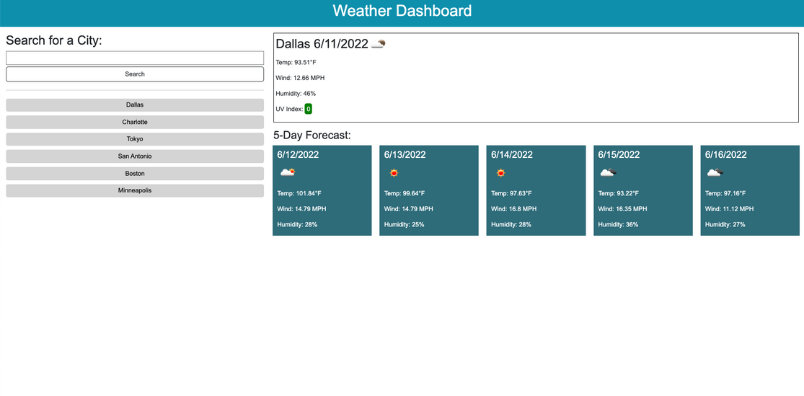 Weather Dashboard
Search for a City:
Search
Dallas
Charlotte
Tokyo
San Antonio
Boston
Minneapolis
Dallas 6/11/2022
Temp: 93.51°F
Wind: 12.66 MPH
Humidity: 46%
UV Index: 0
5-Day Forecast:
6/12/2022
Temp: 101.84°F
Wind: 14.79 MPH
Humidity: 28%
6/13/2022
Temp: 99.64°F
Wind: 14.79 MPH
Humidity: 25%
6/14/2022
Temp: 97.63°F
Wind: 16.8 MPH
Humidity: 28%
6/15/2022
Temp: 93.22°F
Wind: 16.35 MPH
Humidity: 36%
6/16/2022
Temp: 97.16°F
Wind: 11.12 MPH
Humidity: 27%